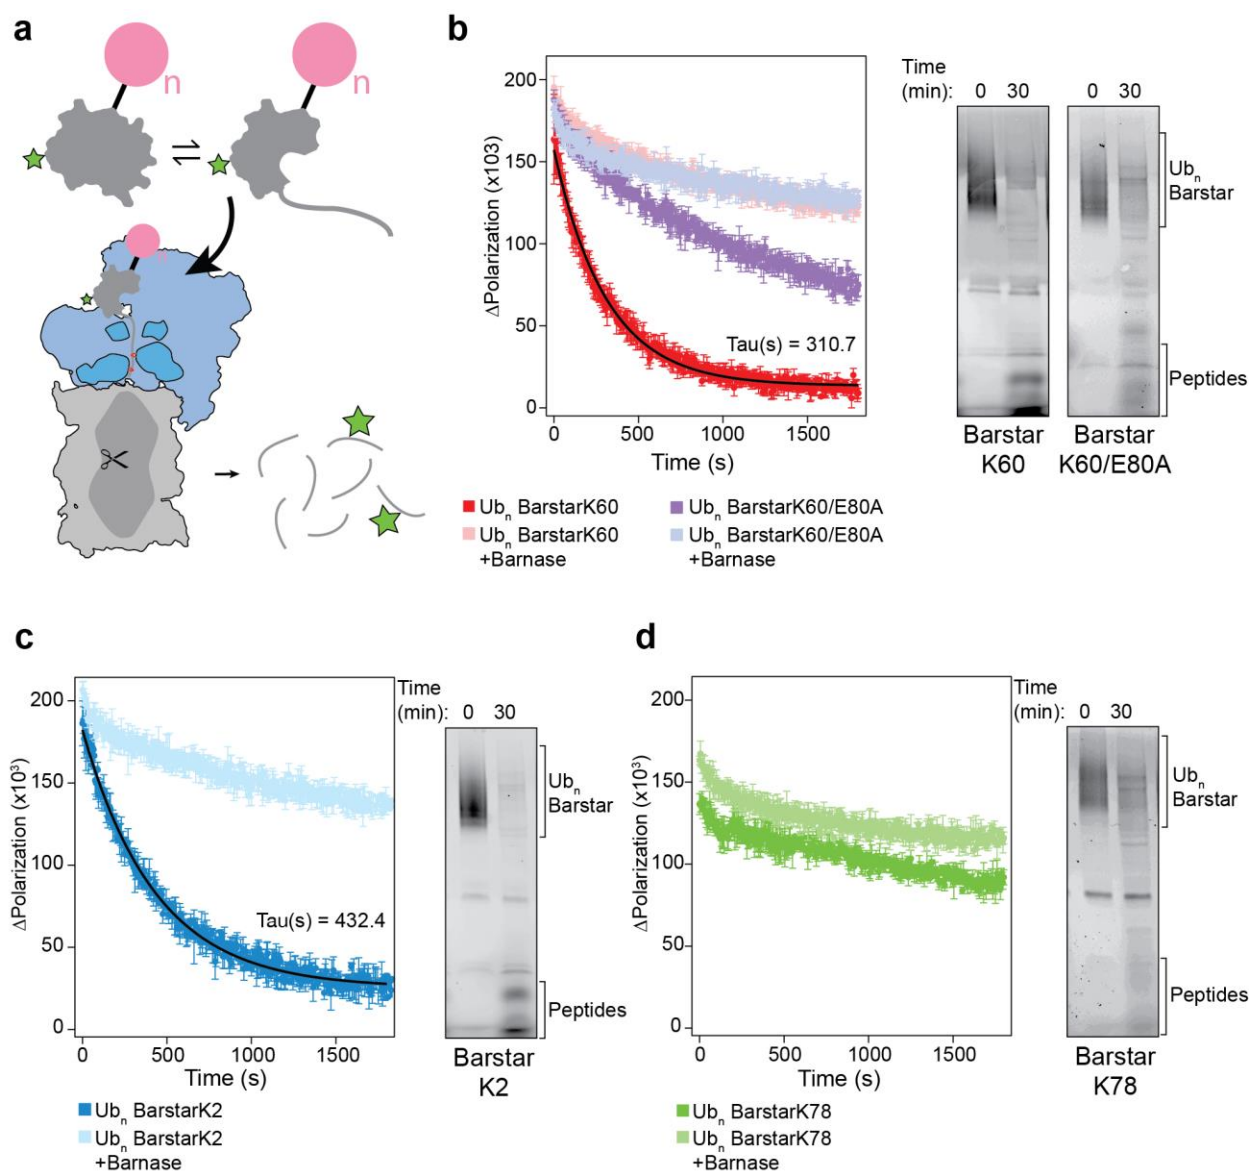 a
n
n
n
b
ΔPolarization (x103)
200
150
100
50
0
0
500
1000
1500
Time (s)
Tau(s) = 310.7
Ubn BarstarK60
Ubn BarstarK60
+Barnase
Ubn BarstarK60/E80A
Ubn BarstarK60/E80A
+Barnase
Time
(min):
0 30
0 30
Ubn
Barstar
Peptides
Barstar
K60
Barstar
K60/E80A
c
ΔPolarization (x10³)
200
150
100
50
0
0
500
1000
1500
Time (s)
Tau(s) = 432.4
Ubn BarstarK2
Ubn BarstarK2
+Barnase
Time
(min):
0 30
Ubn
Barstar
Peptides
Barstar
K2
d
ΔPolarization (x10³)
200
150
100
50
0
0
500
1000
1500
Time (s)
Ubn BarstarK78
Ubn BarstarK78
+Barnase
Time
(min):
0 30
Ubn
Barstar
Peptides
Barstar
K78